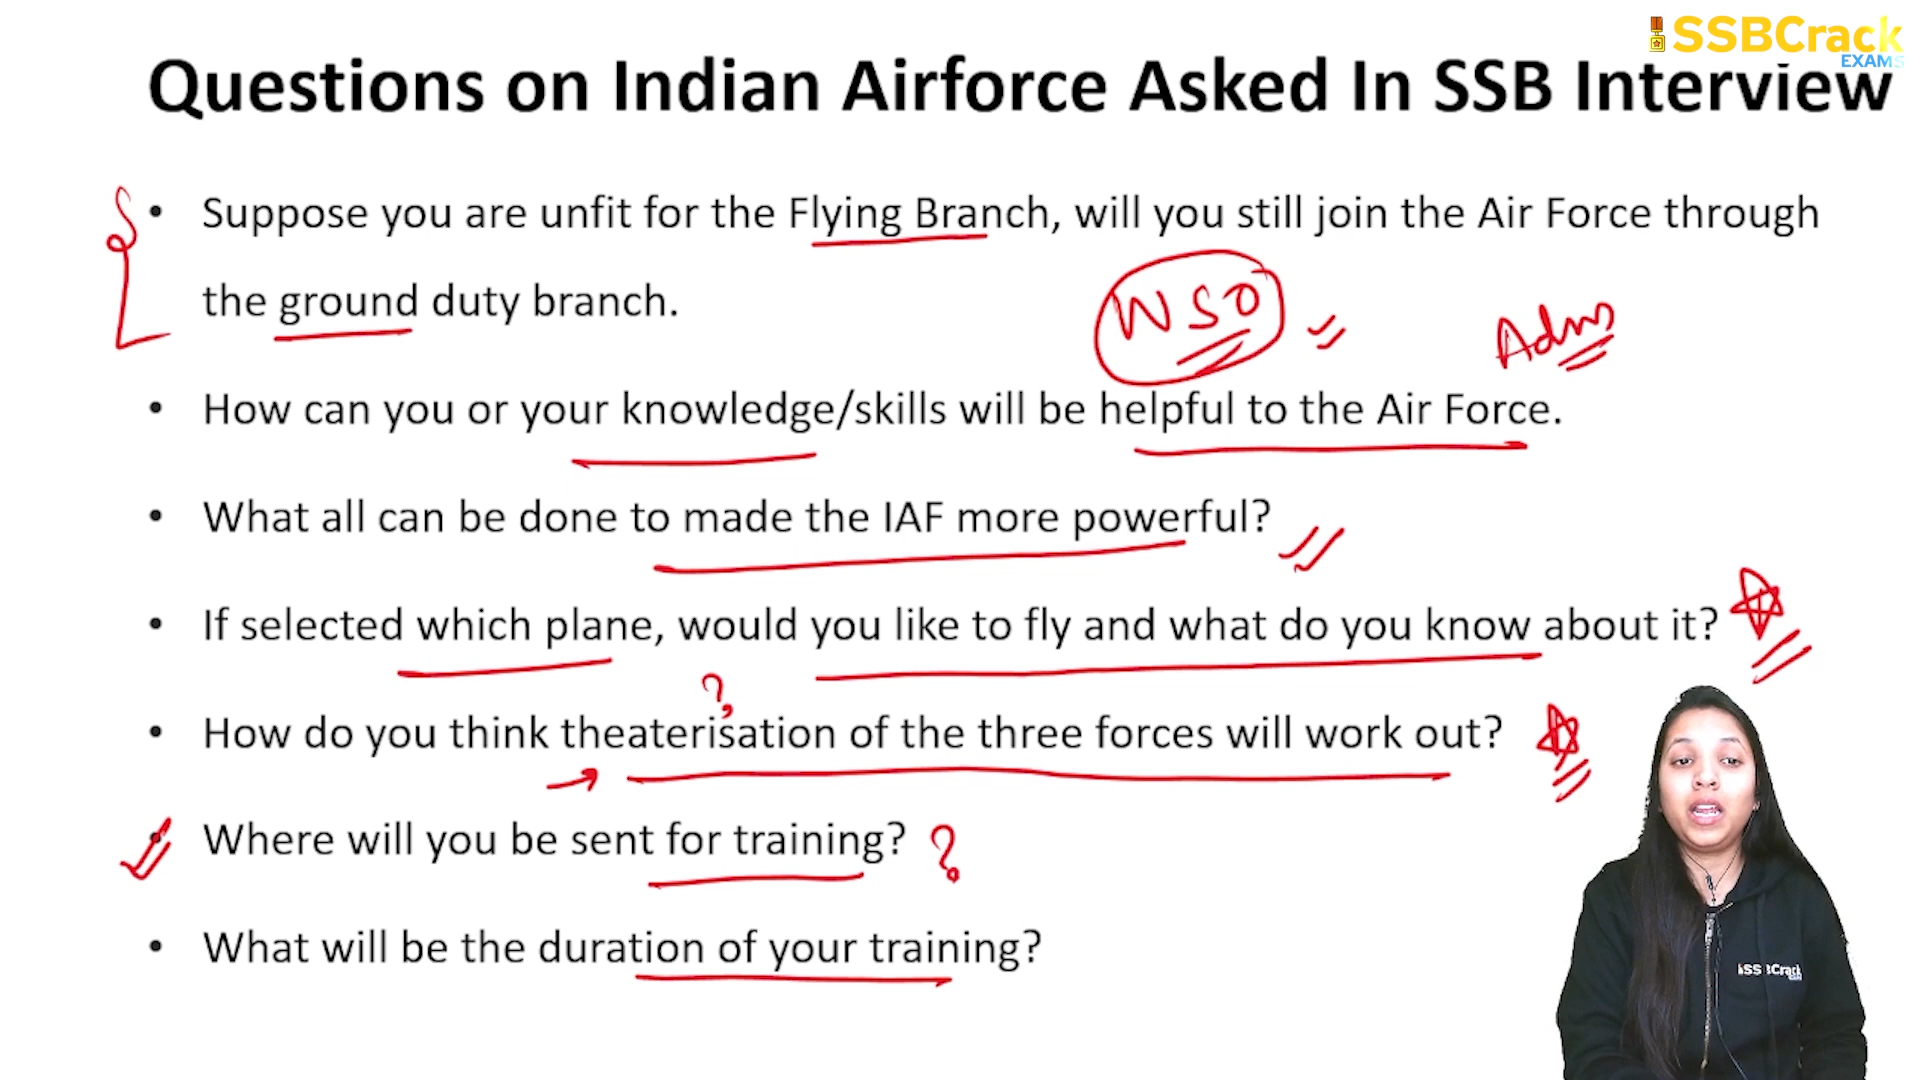 SSBCrack
EXAMS
Questions on Indian Airforce Asked In SSB Interview
• Suppose you are unfit for the Flying Branch, will you still join the Air Force through
the ground duty branch.
WSO
Adm
• How can you or your knowledge/skills will be helpful to the Air Force.
• What all can be done to made the IAF more powerful?
• If selected which plane, would you like to fly and what do you know about it?
?
• How do you think theaterisation of the three forces will work out?
• Where will you be sent for training? ?
• What will be the duration of your training?
SSBCrack